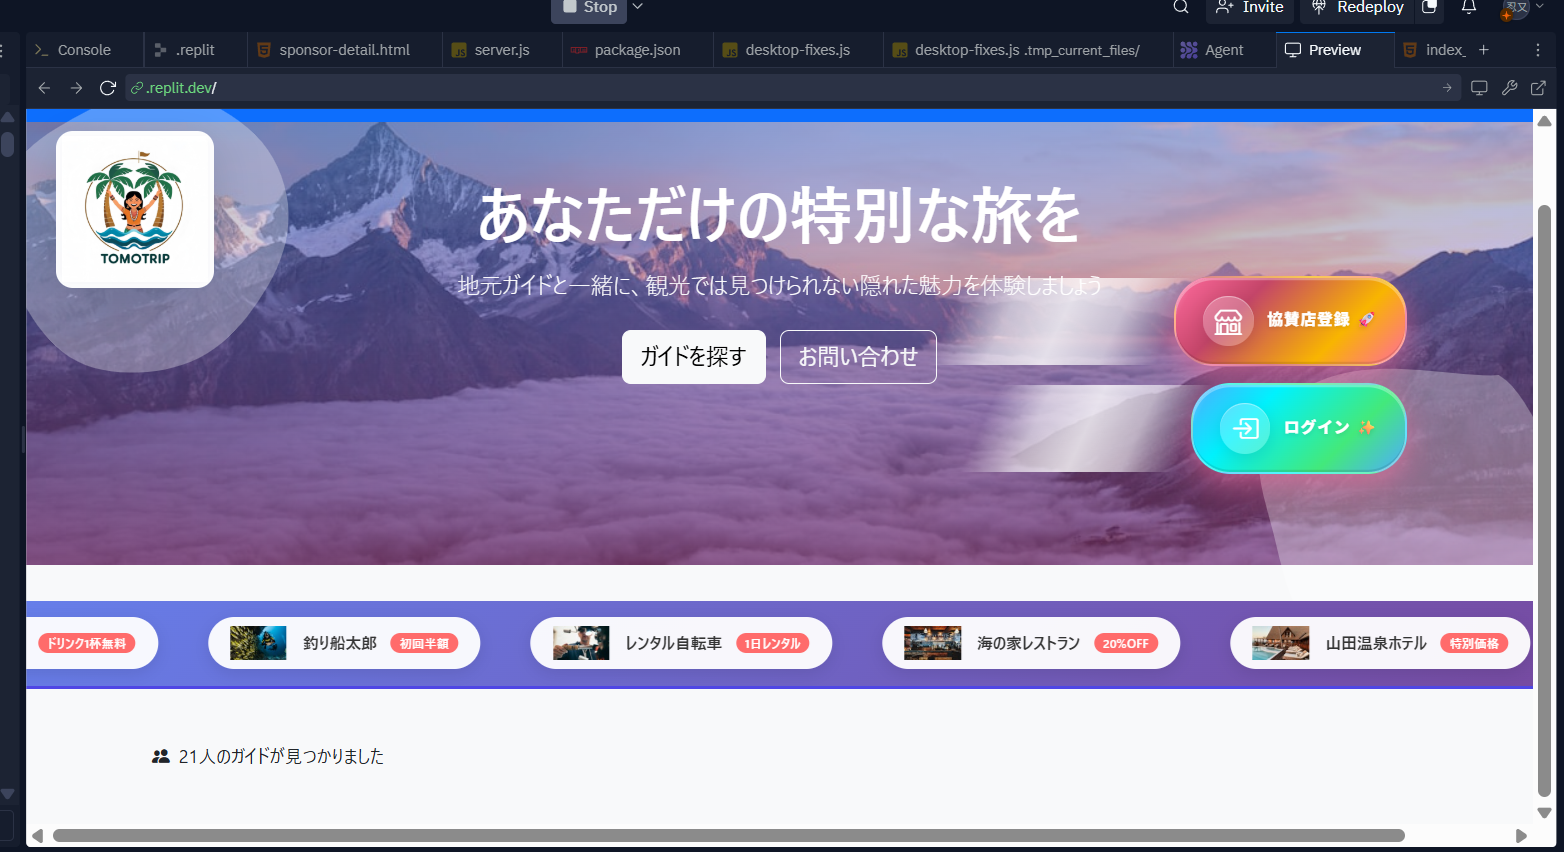 Stop
Invite
Redeploy
Console
.replit
sponsor-detail.html
server.js
package.json
desktop-fixes.js
desktop-fixes.js .tmp_current_files/
Agent
Preview
index_
.replit.dev/
TOMOTRIP
あなただけの特別な旅を
地元ガイドと一緒に、観光では見つけられない隠れた魅力を体験しましょう
ガイドを探す
お問い合わせ
協賛店登録 🚀
ログイン ✨
ドリンク1杯無料
釣り船太郎
初回半額
レンタル自転車
1日レンタル
海の家レストラン
20%OFF
山田温泉ホテル
特別価格
21人のガイドが見つかりました